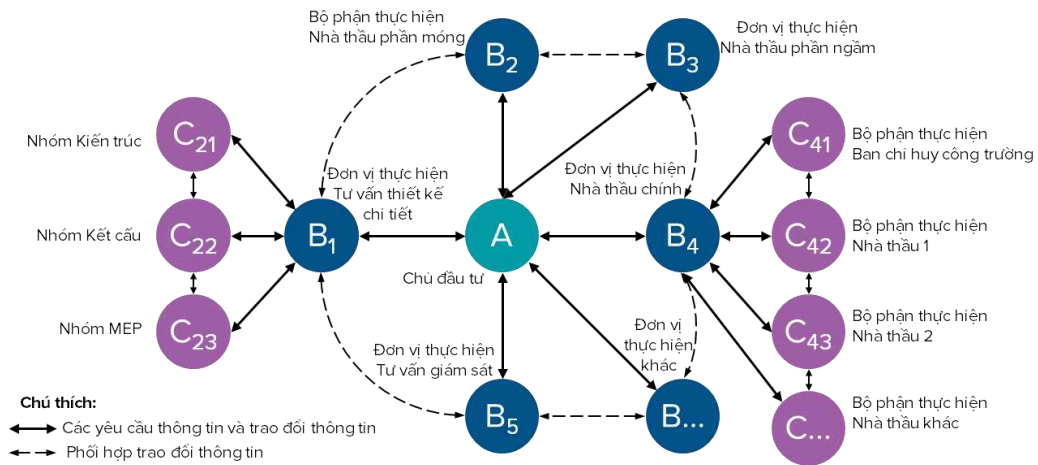 Bộ phận thực hiện
Nhà thầu phần móng
B2
B3
Đơn vị thực hiện
Nhà thầu phần ngầm
Nhóm Kiến trúc
C21
Đơn vị thực hiện
Tư vấn thiết kế
chi tiết
Đơn vị thực hiện
Nhà thầu chính
C41
Bộ phận thực hiện
Ban chỉ huy công trường
Nhóm Kết cấu
C22
B1
A
B4
C42
Bộ phận thực hiện
Nhà thầu 1
Chủ đầu tư
Nhóm MEP
C23
Đơn vị thực hiện
Tư vấn giám sát
Đơn vị
thực hiện
khác
C43
Bộ phận thực hiện
Nhà thầu 2
B5
B...
C...
Bộ phận thực hiện
Nhà thầu khác
Chú thích:
Các yêu cầu thông tin và trao đổi thông tin
Phối hợp trao đổi thông tin